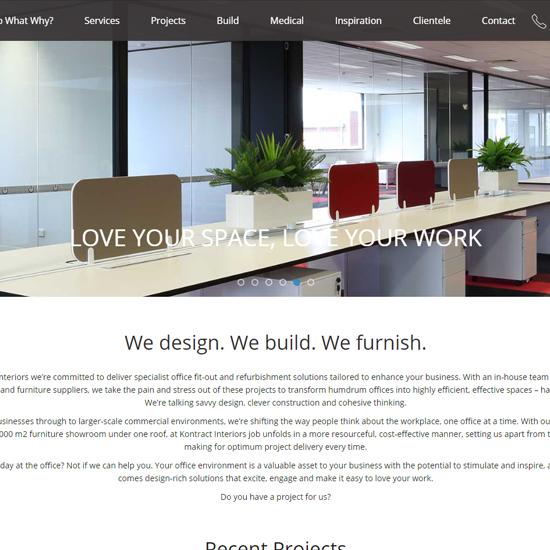 o What Why? Services Projects Build Medical Inspiration Clientele Contact
LOVE YOUR SPACE, LOVE YOUR WORK
We design. We build. We furnish.
nteriors we're committed to deliver specialist office fit-out and refurbishment solutions tailored to enhance your business. With an in-house team
and furniture suppliers, we take the pain and stress out of these projects to transform humdrum offices into highly efficient, effective spaces – ha
We're talking savvy design, clever construction and cohesive thinking.
usinesses through to larger-scale commercial environments, we're shifting the way people think about the workplace, one office at a time. With ou
000 m2 furniture showroom under one roof, at Kontract Interiors job unfolds in a more resourceful, cost-effective manner, setting us apart from t
making for optimum project delivery every time.
day at the office? Not if we can help you. Your office environment is a valuable asset to your business with the potential to stimulate and inspire, a
comes design-rich solutions that excite, engage and make it easy to love your work.
Do you have a project for us?
Recent Projects